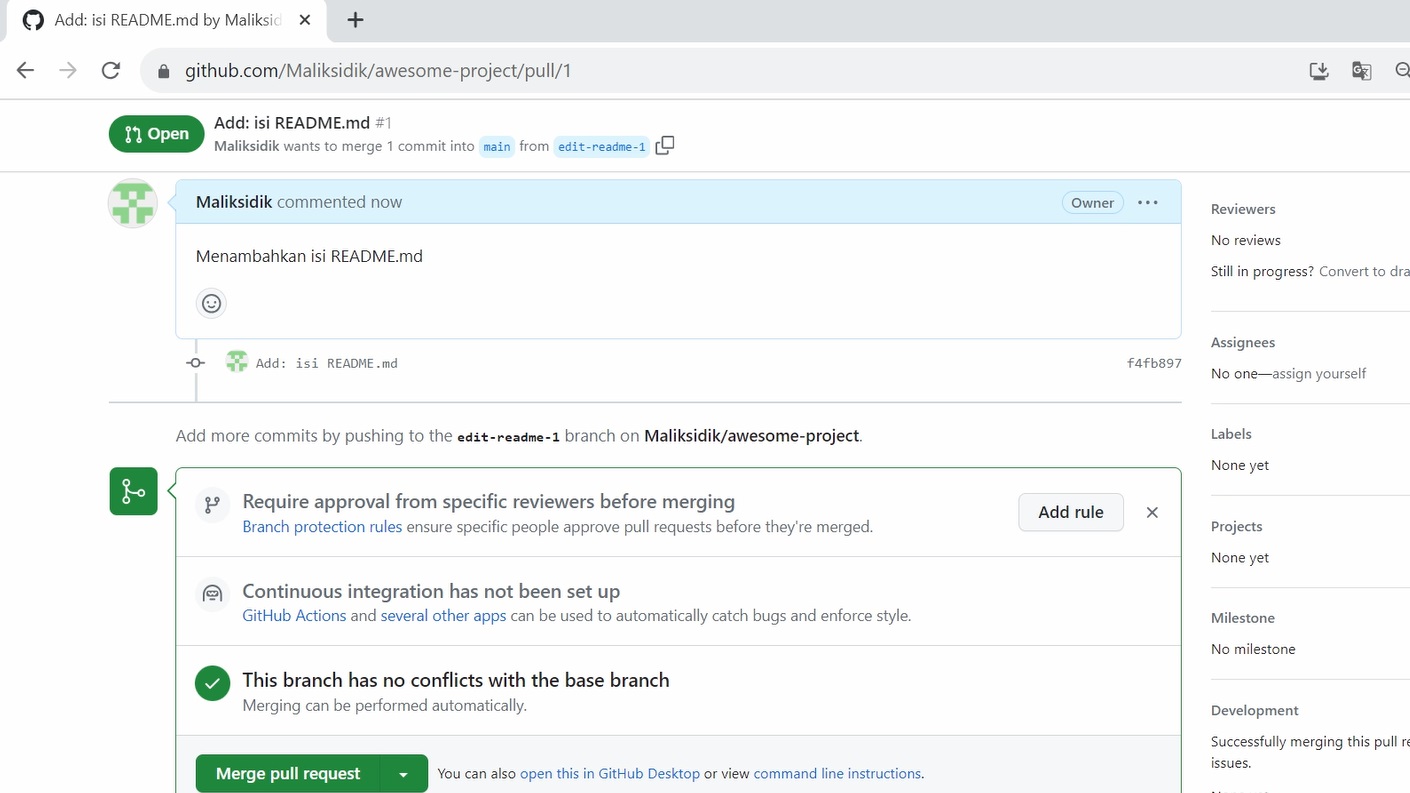 Add: isi README.md by Maliksid
github.com/Maliksidik/awesome-project/pull/1
Open
Add: isi README.md #1
Maliksidik wants to merge 1 commit into main from edit-readme-1
Maliksidik commented now
Owner
Menambahkan isi README.md
Add: isi README.md
f4fb897
Add more commits by pushing to the edit-readme-1 branch on Maliksidik/awesome-project.
Require approval from specific reviewers before merging
Branch protection rules ensure specific people approve pull requests before they're merged.
Add rule
Continuous integration has not been set up
GitHub Actions and several other apps can be used to automatically catch bugs and enforce style.
This branch has no conflicts with the base branch
Merging can be performed automatically.
Merge pull request
You can also open this in GitHub Desktop or view command line instructions.
Reviewers
No reviews
Still in progress? Convert to dra
Assignees
No one—assign yourself
Labels
None yet
Projects
None yet
Milestone
No milestone
Development
Successfully merging this pull re
issues.